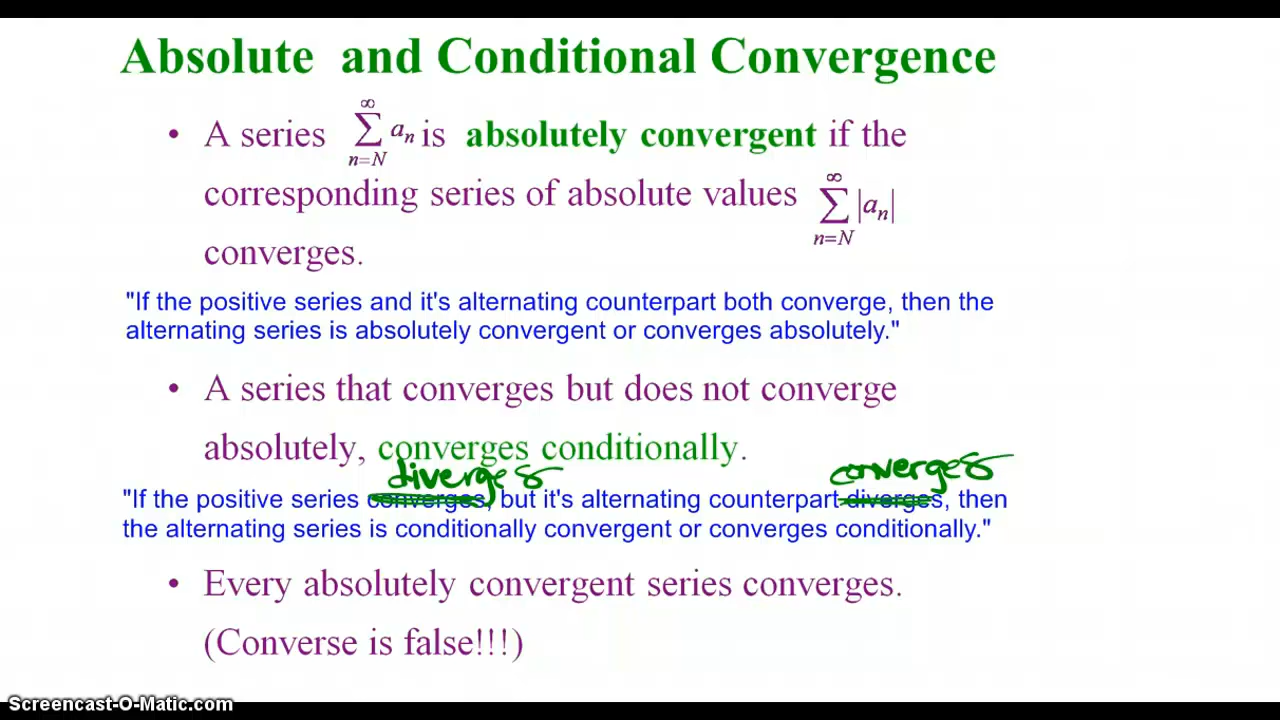 Absolute and Conditional Convergence
• A series ∞ ∑ n=N aₙ is absolutely convergent if the
corresponding series of absolute values ∞ ∑ n=N |aₙ|
converges.
"If the positive series and it's alternating counterpart both converge, then the
alternating series is absolutely convergent or converges absolutely."
• A series that converges but does not converge
absolutely, converges conditionally.
diverges converges
"If the positive series converges, but it's alternating counterpart diverges, then
the alternating series is conditionally convergent or converges conditionally."
• Every absolutely convergent series converges.
(Converse is false!!!)
Screencast-O-Matic.com